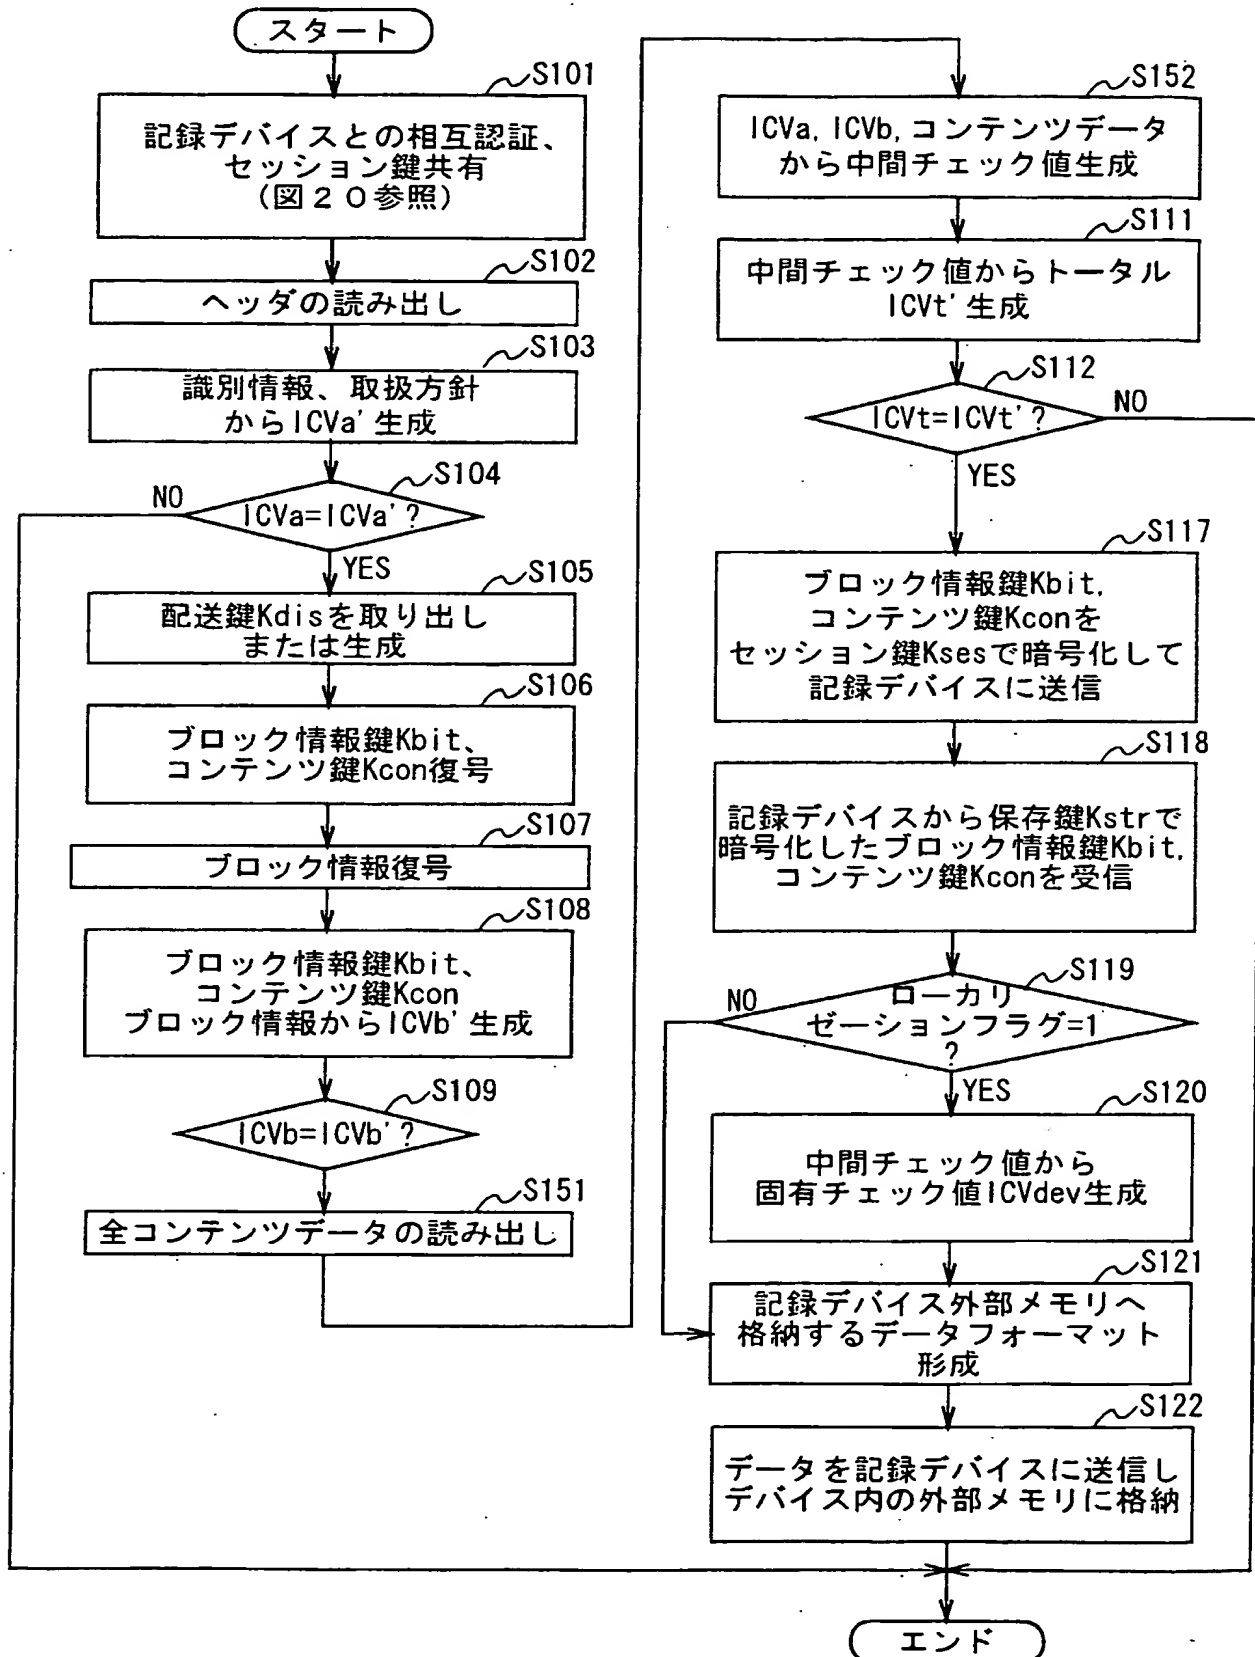 スタート
S101
記録デバイスとの相互認証、
セッション鍵共有
(図２０参照)
S102
ヘッダの読み出し
S103
識別情報、取扱方針
からICVa'生成
S104
ICVa=ICVa'?
NO
YES
S105
配送鍵Kdisを取り出し
または生成
S106
ブロック情報鍵Kbit、
コンテンツ鍵Kcon復号
S107
ブロック情報復号
S108
ブロック情報鍵Kbit、
コンテンツ鍵Kcon
ブロック情報からICVb'生成
S109
ICVb=ICVb'?
S151
全コンテンツデータの読み出し
S152
ICVa,ICVb,コンテンツデータ
から中間チェック値生成
S111
中間チェック値からトータル
ICVt'生成
S112
ICVt=ICVt'?
NO
YES
S117
ブロック情報鍵Kbit,
コンテンツ鍵Kconを
セッション鍵Ksesで暗号化して
記録デバイスに送信
S118
記録デバイスから保存鍵Kstrで
暗号化したブロック情報鍵Kbit,
コンテンツ鍵Kconを受信
S119
NO
ローカリ
ゼーションフラグ=1
?
YES
S120
中間チェック値から
固有チェック値ICVdev生成
S121
記録デバイス外部メモリへ
格納するデータフォーマット
形成
S122
データを記録デバイスに送信し
デバイス内の外部メモリに格納
エンド